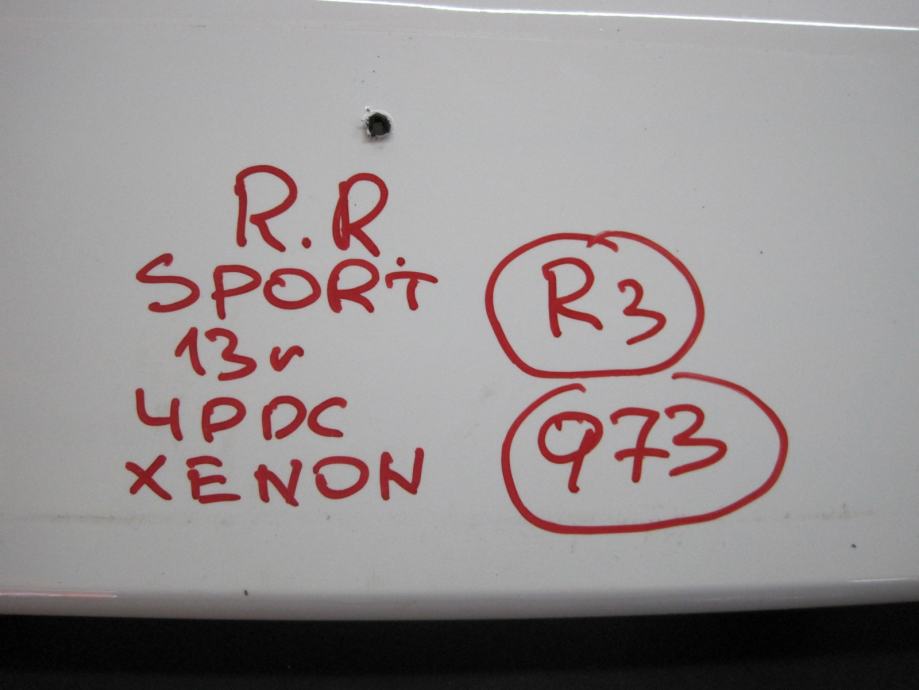 R.R
SPORT
13r
4PDC
XENON
R3
973